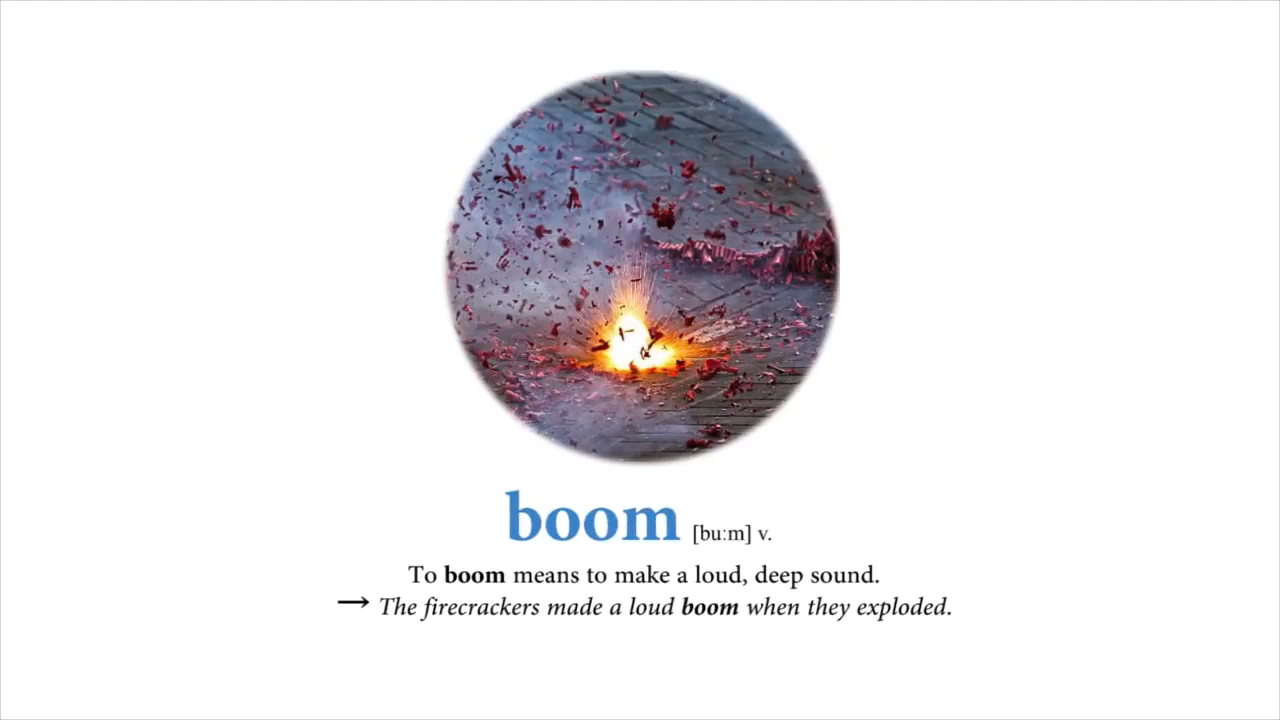 boom [buːm] v.
To boom means to make a loud, deep sound.
→ The firecrackers made a loud boom when they exploded.